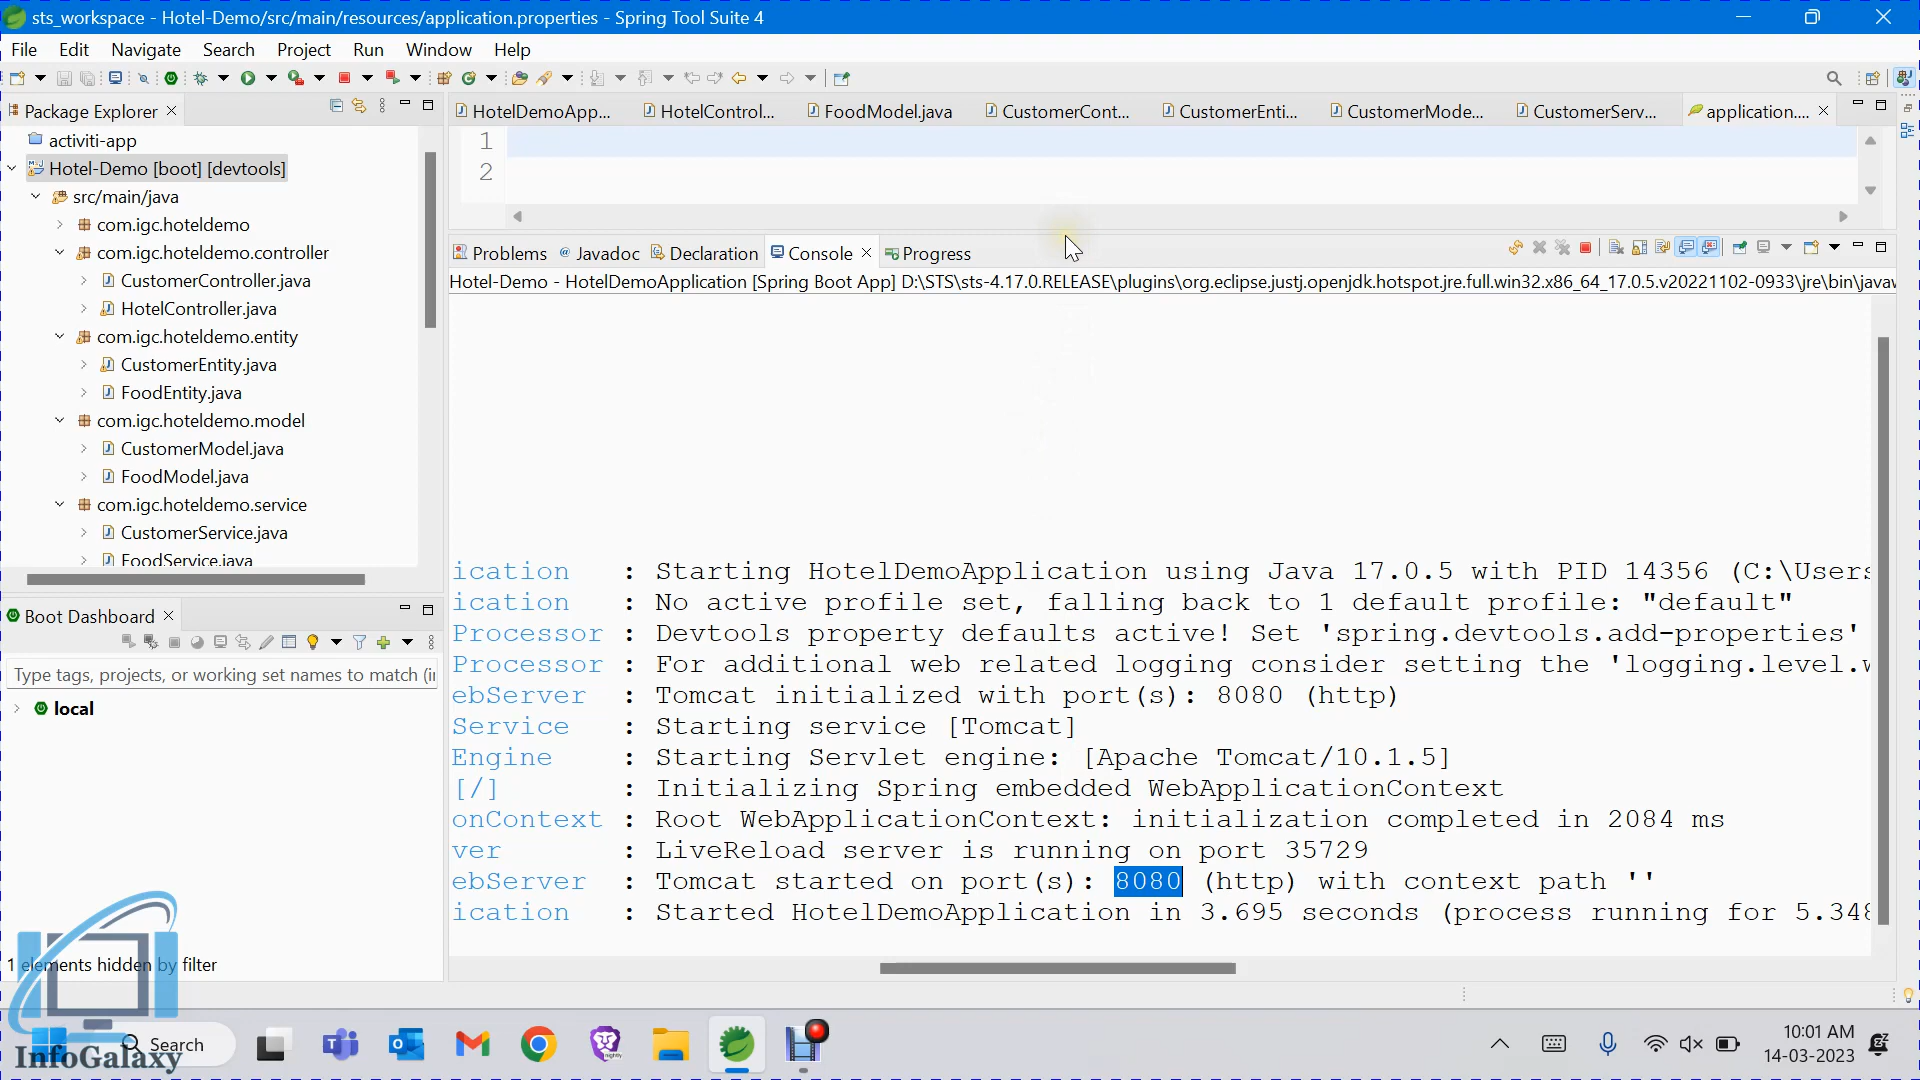 sts_workspace - Hotel-Demo/src/main/resources/application.properties - Spring Tool Suite 4
File Edit Navigate Search Project Run Window Help
Package Explorer
activiti-app
Hotel-Demo [boot] [devtools]
src/main/java
com.igc.hoteldemo
com.igc.hoteldemo.controller
CustomerController.java
HotelController.java
com.igc.hoteldemo.entity
CustomerEntity.java
FoodEntity.java
com.igc.hoteldemo.model
CustomerModel.java
FoodModel.java
com.igc.hoteldemo.service
CustomerService.java
FoodService.java
Boot Dashboard
Type tags, projects, or working set names to match (i
local
1 elements hidden by filter
HotelDemoApp... HotelControl... FoodModel.java CustomerCont... CustomerEnti... CustomerMode... CustomerServ... application....
1
2
Problems Javadoc Declaration Console Progress
Hotel-Demo - HotelDemoApplication [Spring Boot App] D:\STS\sts-4.17.0.RELEASE\plugins\org.eclipse.justj.openjdk.hotspot.jre.full.win32.x86_64_17.0.5.v20221102-0933\jre\bin\javaw
ication : Starting HotelDemoApplication using Java 17.0.5 with PID 14356 (C:\Users
ication : No active profile set, falling back to 1 default profile: "default"
Processor : Devtools property defaults active! Set 'spring.devtools.add-properties'
Processor : For additional web related logging consider setting the 'logging.level.w
ebServer : Tomcat initialized with port(s): 8080 (http)
Service : Starting service [Tomcat]
Engine : Starting Servlet engine: [Apache Tomcat/10.1.5]
[/] : Initializing Spring embedded WebApplicationContext
onContext : Root WebApplicationContext: initialization completed in 2084 ms
ver : LiveReload server is running on port 35729
ebServer : Tomcat started on port(s): 8080 (http) with context path ''
ication : Started HotelDemoApplication in 3.695 seconds (process running for 5.348
InfoGalaxy
Search
10:01 AM
14-03-2023